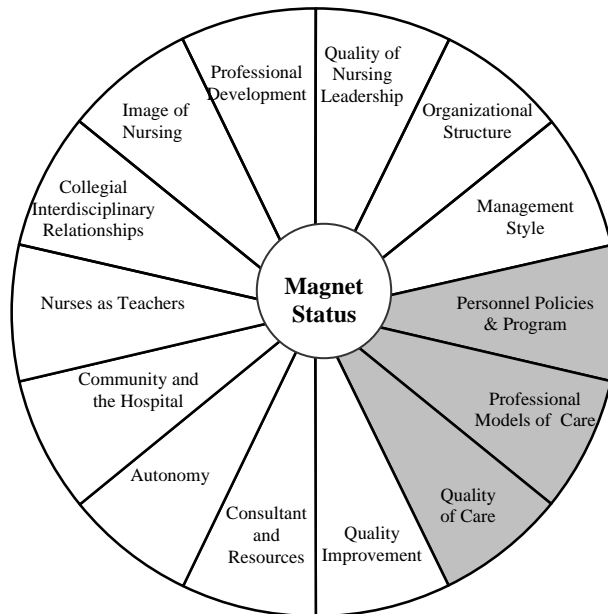 Quality of
Nursing
Leadership
Organizational
Structure
Management
Style
Personnel Policies
& Program
Professional
Models of Care
Quality
of Care
Quality
Improvement
Consultant
and
Resources
Autonomy
Community and
the Hospital
Nurses as Teachers
Collegial
Interdisciplinary
Relationships
Image of
Nursing
Professional
Development
Magnet
Status